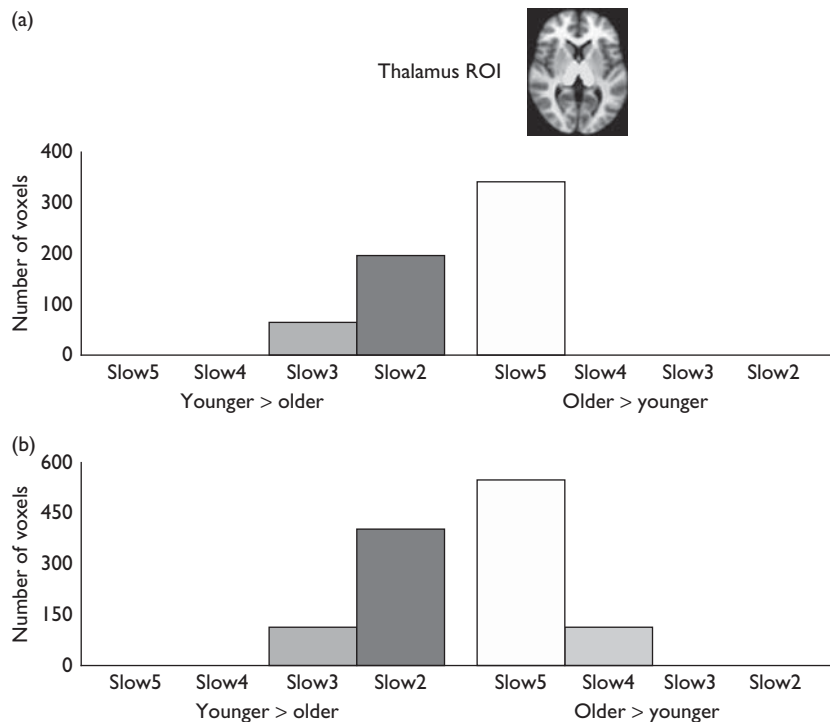 (a)
Thalamus ROI
Number of voxels
400
300
200
100
0
Slow5 Slow4 Slow3 Slow2 Slow5 Slow4 Slow3 Slow2
Younger > older Older > younger
(b)
Number of voxels
600
450
300
150
0
Slow5 Slow4 Slow3 Slow2 Slow5 Slow4 Slow3 Slow2
Younger > older Older > younger